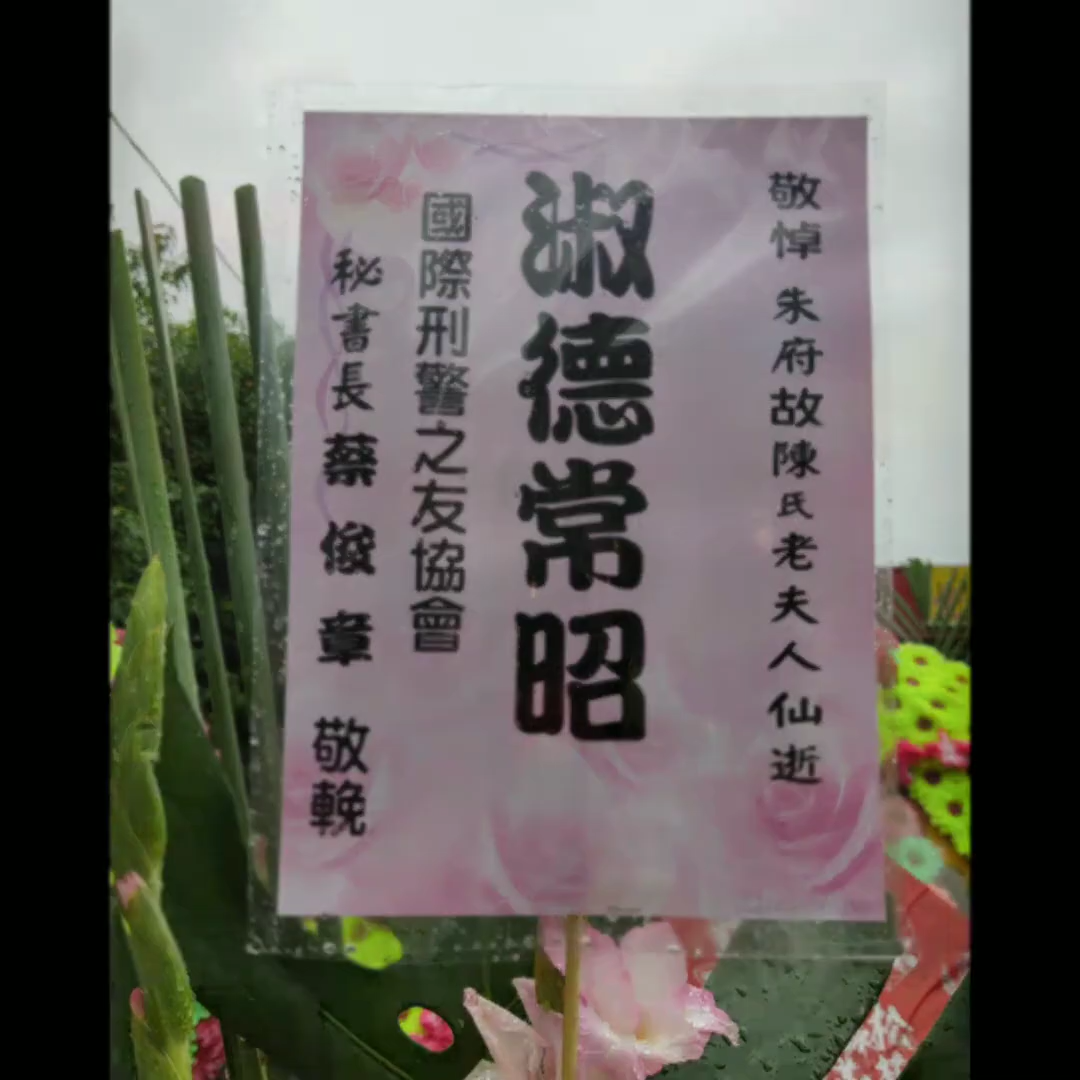 敬悼 朱府故陳氏老夫人仙逝
淑德常昭
國際刑警之友協會
秘書長 蔡俊章 敬輓